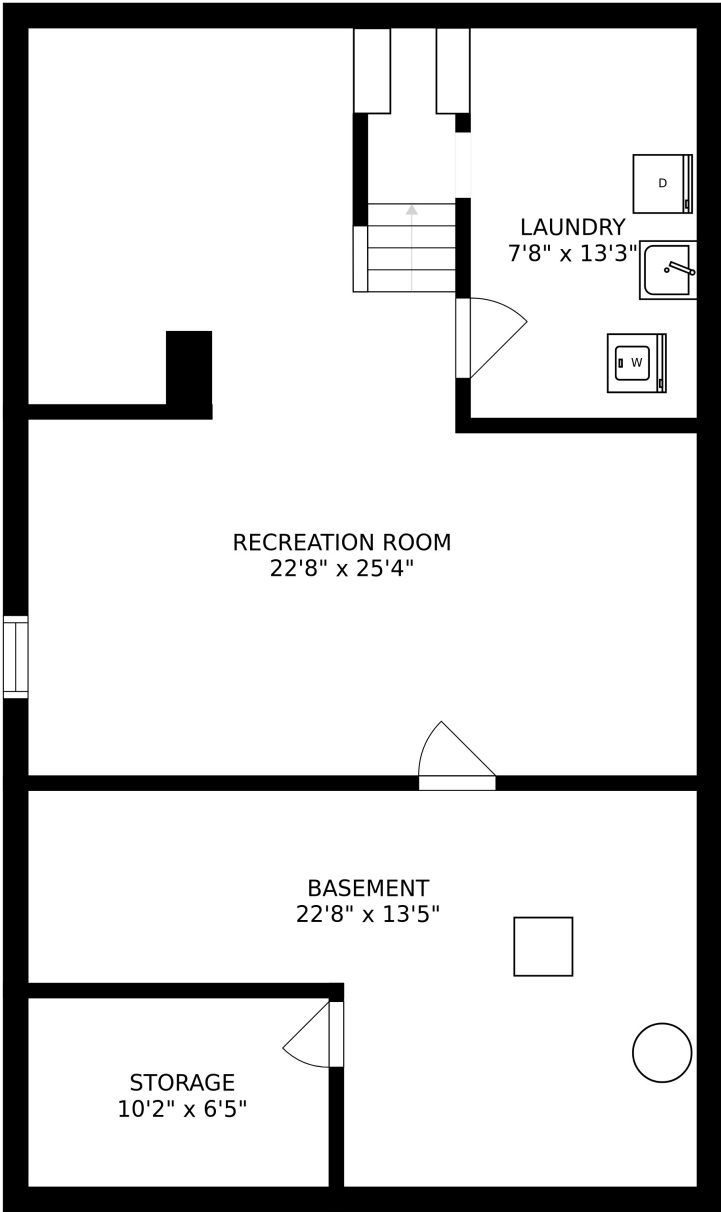 D
LAUNDRY
7'8" x 13'3"
W
RECREATION ROOM
22'8" x 25'4"
BASEMENT
22'8" x 13'5"
STORAGE
10'2" x 6'5"